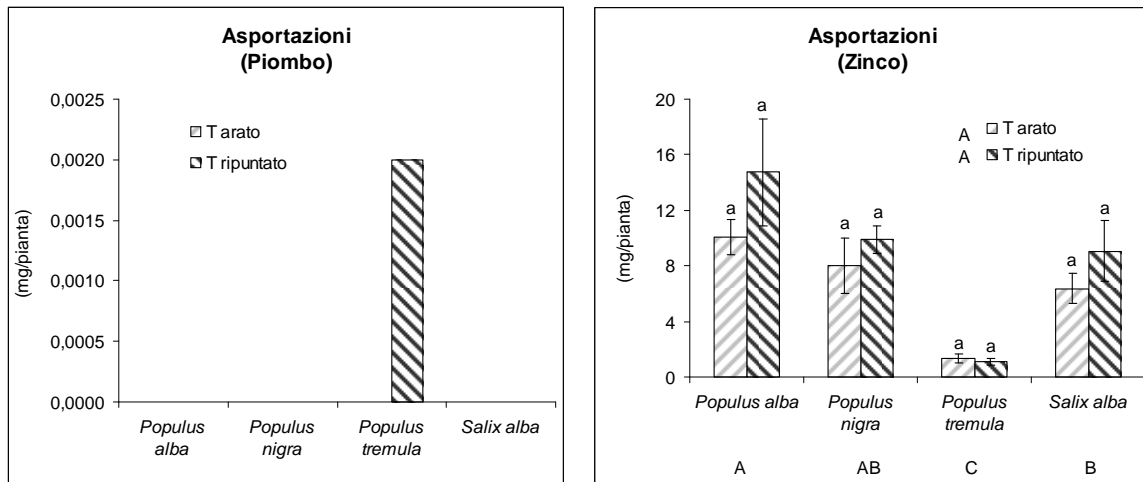 Asportazioni
(Piombo)
(mg/pianta)
0,0025
0,0020
0,0015
0,0010
0,0005
0,0000
T arato
T ripuntato
Populus alba
Populus nigra
Populus tremula
Salix alba
Asportazioni
(Zinco)
(mg/pianta)
20
16
12
8
4
0
A T arato
A T ripuntato
a
a
a
a
a
a
a
a
Populus alba
Populus nigra
Populus tremula
Salix alba
A AB C B